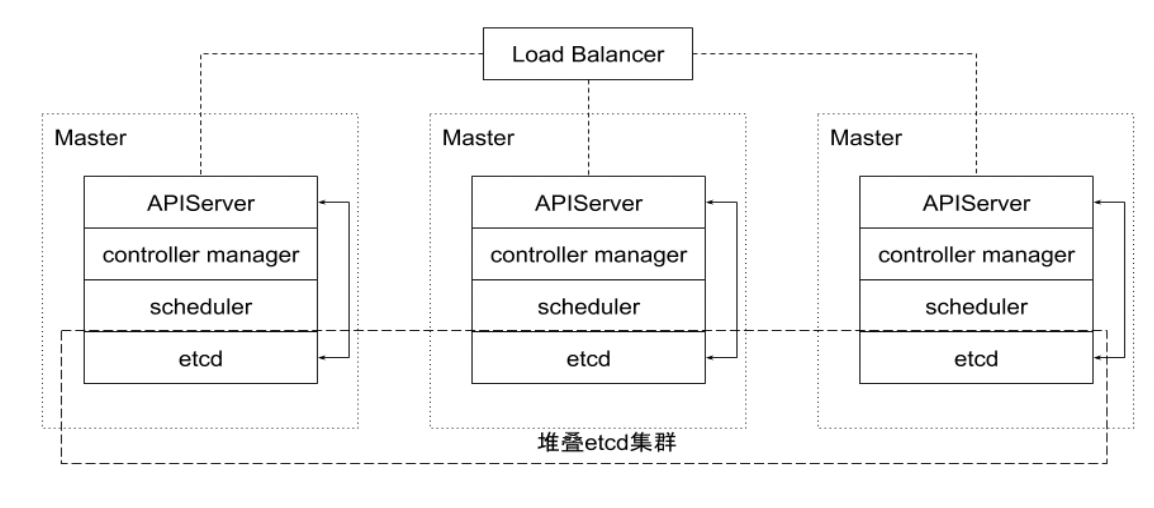 Load Balancer
Master
APIServer
controller manager
scheduler
etcd
Master
APIServer
controller manager
scheduler
etcd
Master
APIServer
controller manager
scheduler
etcd
堆叠etcd集群